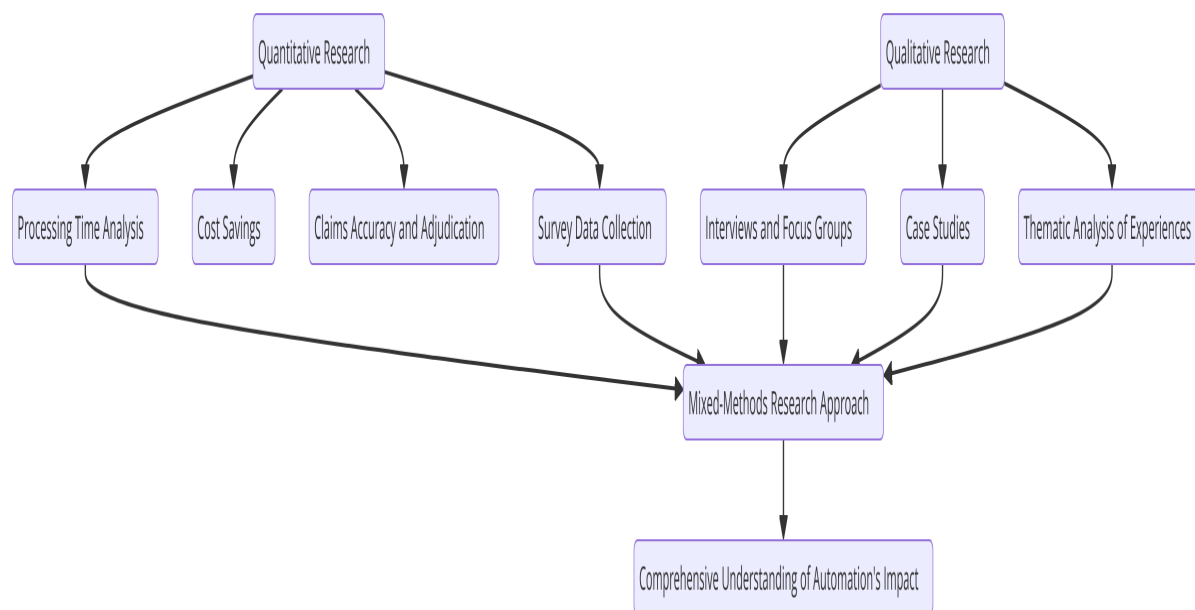 Quantitative Research
Qualitative Research
Processing Time Analysis
Cost Savings
Claims Accuracy and Adjudication
Survey Data Collection
Interviews and Focus Groups
Case Studies
Thematic Analysis of Experiences
Mixed-Methods Research Approach
Comprehensive Understanding of Automation's Impact